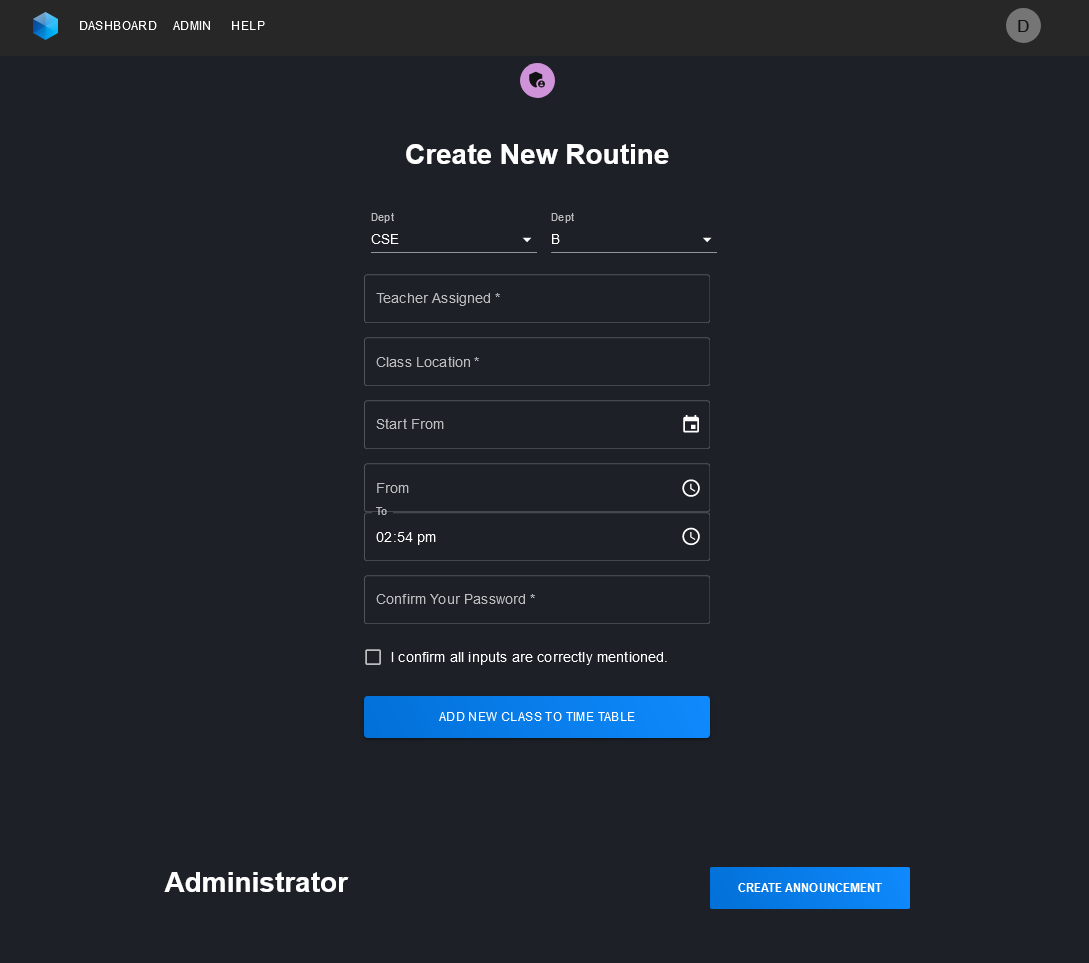 DASHBOARD ADMIN HELP D
Create New Routine
Dept Dept
CSE B
Teacher Assigned *
Class Location *
Start From
From
To
02:54 pm
Confirm Your Password *
I confirm all inputs are correctly mentioned.
ADD NEW CLASS TO TIME TABLE
Administrator CREATE ANNOUNCEMENT